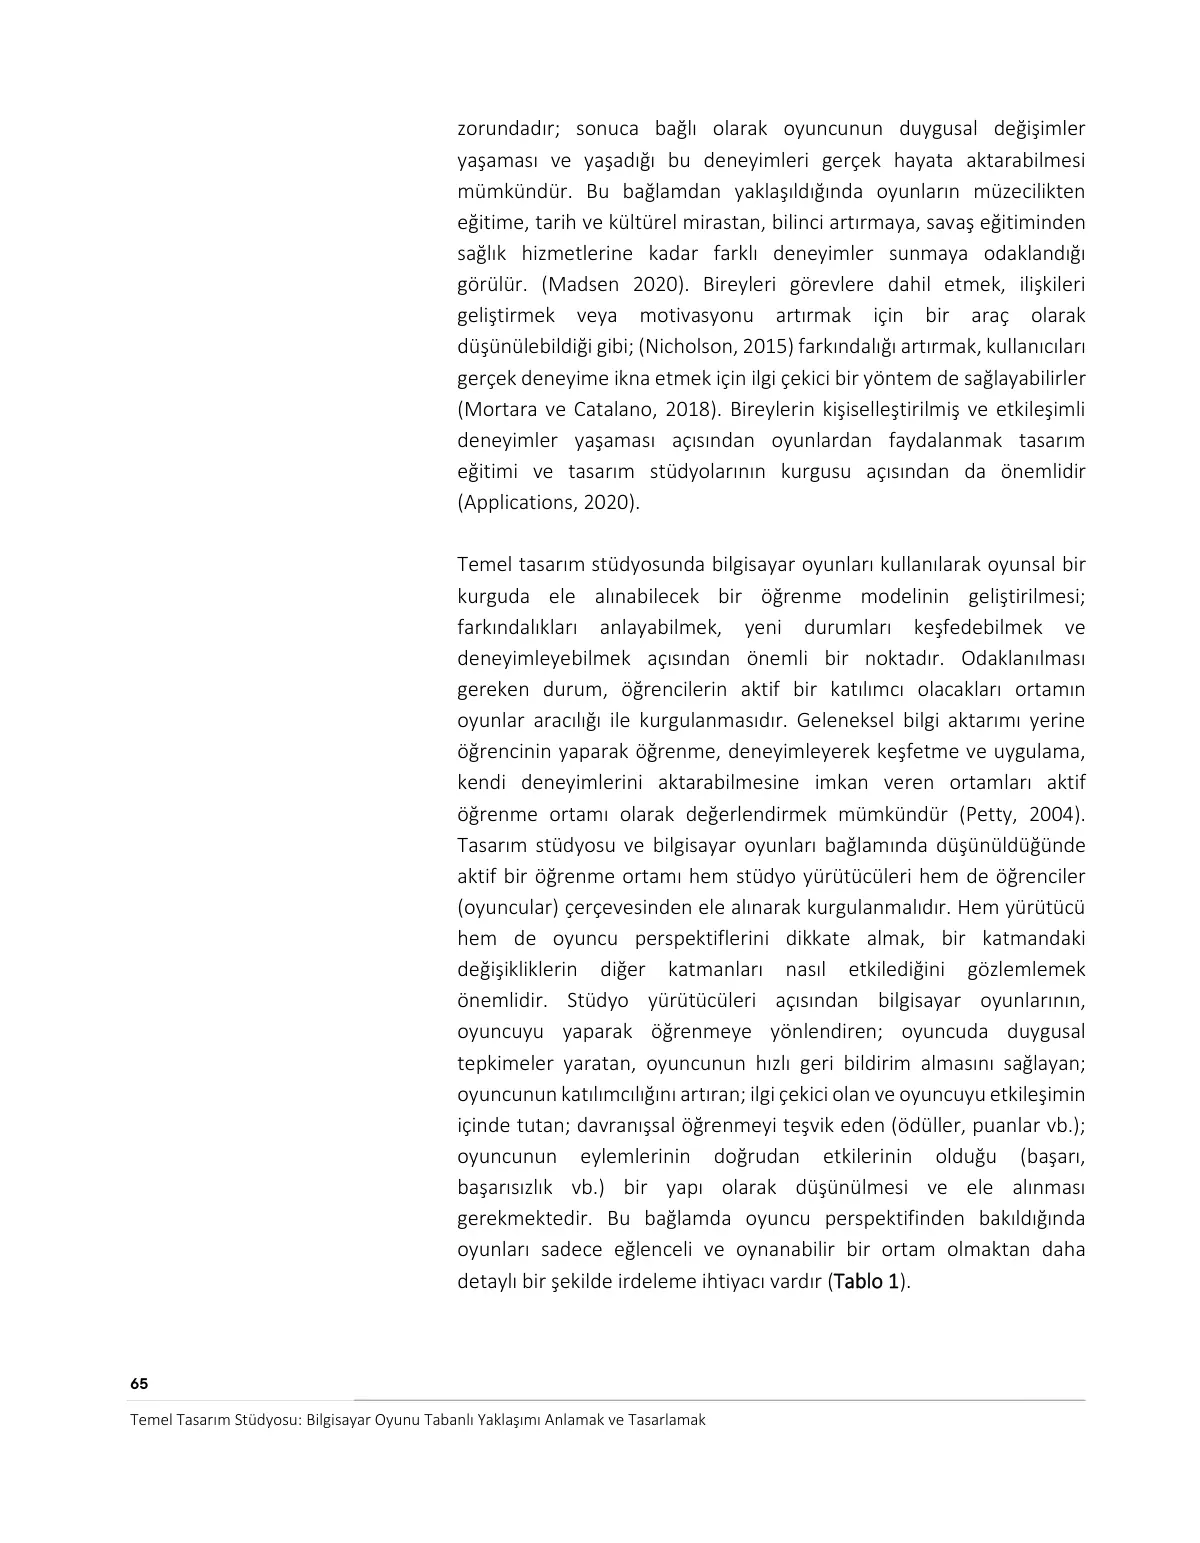 zorundadır; sonuca bağlı olarak oyuncunun duygusal değişimler
yaşaması ve yaşadığı bu deneyimleri gerçek hayata aktarabilmesi
mümkündür. Bu bağlamdan yaklaşıldığında oyunların müzecilikten
eğitime, tarih ve kültürel mirastan, bilinci artırmaya, savaş eğitiminden
sağlık hizmetlerine kadar farklı deneyimler sunmaya odaklandığı
görülür. (Madsen 2020). Bireyleri görevlere dahil etmek, ilişkileri
geliştirmek veya motivasyonu artırmak için bir araç olarak
düşünülebildiği gibi; (Nicholson, 2015) farkındalığı artırmak, kullanıcıları
gerçek deneyime ikna etmek için ilgi çekici bir yöntem de sağlayabilirler
(Mortara ve Catalano, 2018). Bireylerin kişiselleştirilmiş ve etkileşimli
deneyimler yaşaması açısından oyunlardan faydalanmak tasarım
eğitimi ve tasarım stüdyolarının kurgusu açısından da önemlidir
(Applications, 2020).
Temel tasarım stüdyosunda bilgisayar oyunları kullanılarak oyunsal bir
kurguda ele alınabilecek bir öğrenme modelinin geliştirilmesi;
farkındalıkları anlayabilmek, yeni durumları keşfedebilmek ve
deneyimleyebilmek açısından önemli bir noktadır. Odaklanılması
gereken durum, öğrencilerin aktif bir katılımcı olacakları ortamın
oyunlar aracılığı ile kurgulanmasıdır. Geleneksel bilgi aktarımı yerine
öğrencinin yaparak öğrenme, deneyimleyerek keşfetme ve uygulama,
kendi deneyimlerini aktarabilmesine imkan veren ortamları aktif
öğrenme ortamı olarak değerlendirmek mümkündür (Petty, 2004).
Tasarım stüdyosu ve bilgisayar oyunları bağlamında düşünüldüğünde
aktif bir öğrenme ortamı hem stüdyo yürütücüleri hem de öğrenciler
(oyuncular) çerçevesinden ele alınarak kurgulanmalıdır. Hem yürütücü
hem de oyuncu perspektiflerini dikkate almak, bir katmandaki
değişikliklerin diğer katmanları nasıl etkilediğini gözlemlemek
önemlidir. Stüdyo yürütücüleri açısından bilgisayar oyunlarının,
oyuncuyu yaparak öğrenmeye yönlendiren; oyuncuda duygusal
tepkimeler yaratan, oyuncunun hızlı geri bildirim almasını sağlayan;
oyuncunun katılımcılığını artıran; ilgi çekici olan ve oyuncuyu etkileşimin
içinde tutan; davranışsal öğrenmeyi teşvik eden (ödüller, puanlar vb.);
oyuncunun eylemlerinin doğrudan etkilerinin olduğu (başarı,
başarısızlık vb.) bir yapı olarak düşünülmesi ve ele alınması
gerekmektedir. Bu bağlamda oyuncu perspektifinden bakıldığında
oyunları sadece eğlenceli ve oynanabilir bir ortam olmaktan daha
detaylı bir şekilde irdeleme ihtiyacı vardır (Tablo 1).
65
Temel Tasarım Stüdyosu: Bilgisayar Oyunu Tabanlı Yaklaşımı Anlamak ve Tasarlamak